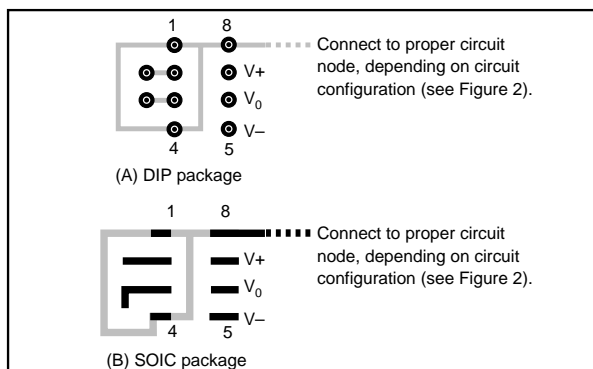 1 8
Connect to proper circuit
node, depending on circuit
configuration (see Figure 2).
V+
V0
V–
4 5
(A) DIP package
1 8
Connect to proper circuit
node, depending on circuit
configuration (see Figure 2).
V+
V0
V–
4 5
(B) SOIC package